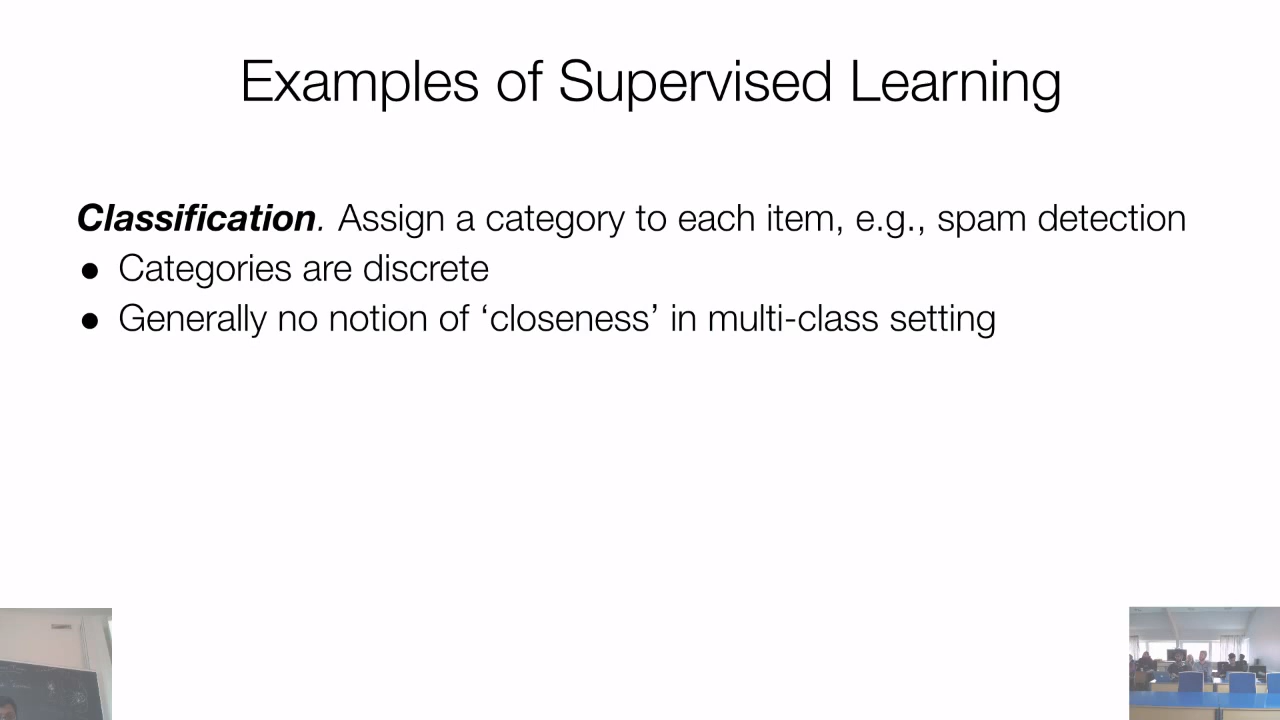 Examples of Supervised Learning
Classification. Assign a category to each item, e.g., spam detection
● Categories are discrete
● Generally no notion of ‘closeness’ in multi-class setting